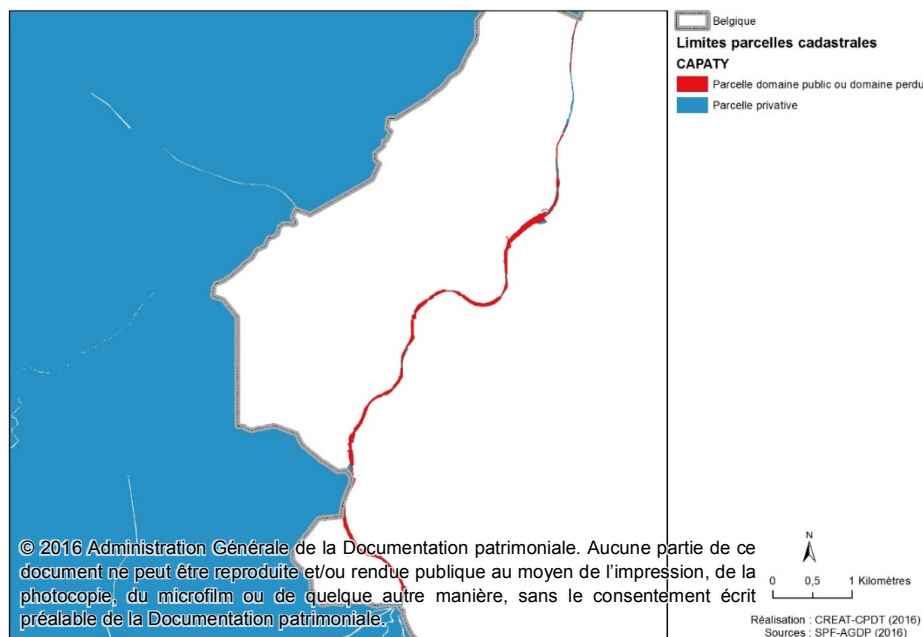 Belgique
Limites parcelles cadastrales
CAPATY
Parcelle domaine public ou domaine perdu
Parcelle privative
© 2016 Administration Générale de la Documentation patrimoniale. Aucune partie de ce
document ne peut être reproduite et/ou rendue publique au moyen de l'impression, de la
photocopie, du microfilm ou de quelque autre manière, sans le consentement écrit
préalable de la Documentation patrimoniale.
N
0 0,5 1 Kilomètres
Réalisation : CREAT-CPDT (2016)
Sources : SPF-AGDP (2016)